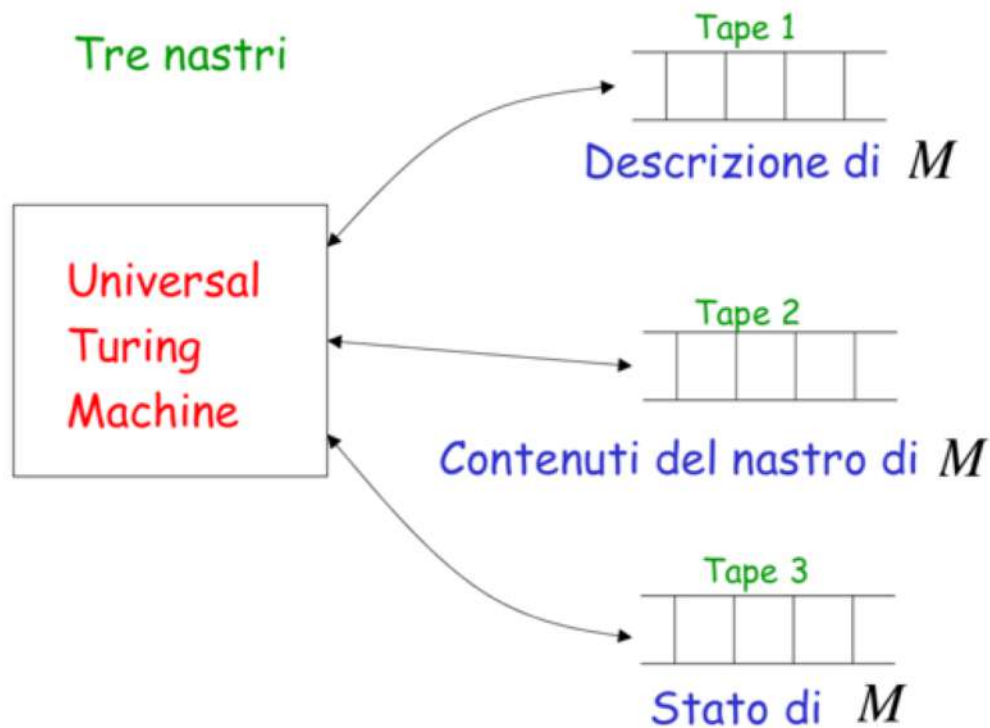 Tre nastri
Tape 1
Descrizione di M
Universal
Turing
Machine
Tape 2
Contenuti del nastro di M
Tape 3
Stato di M